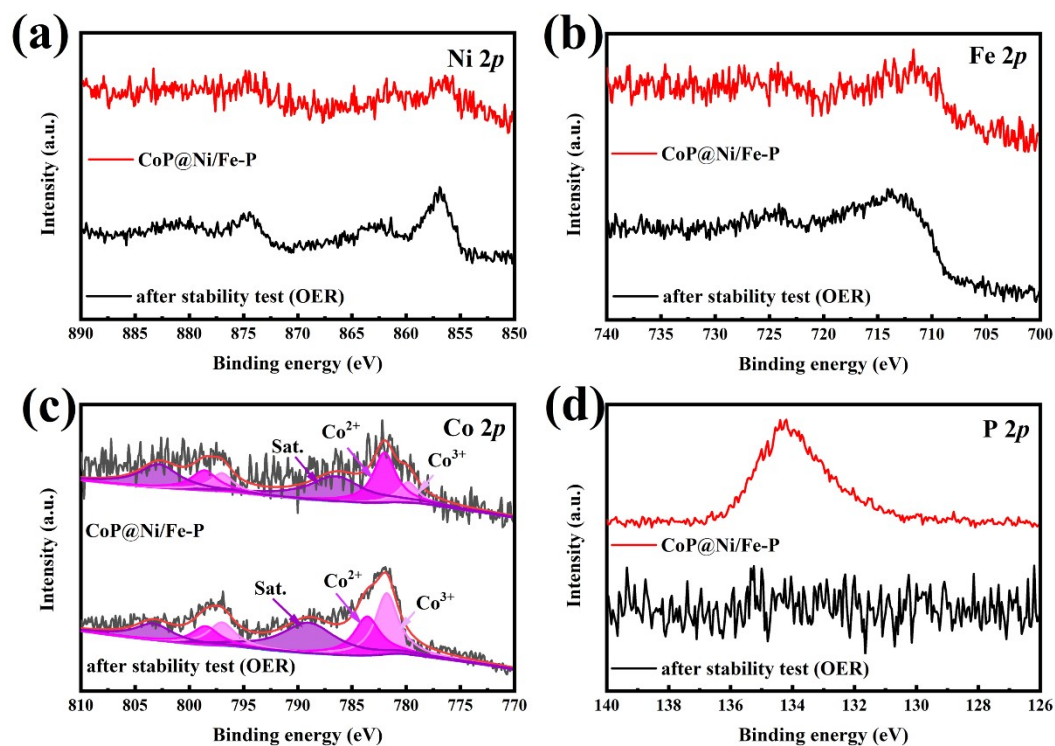 (a)
Ni 2p
CoP@Ni/Fe-P
after stability test (OER)
Intensity (a.u.)
890 885 880 875 870 865 860 855 850
Binding energy (eV)
(b)
Fe 2p
CoP@Ni/Fe-P
after stability test (OER)
Intensity (a.u.)
740 735 730 725 720 715 710 705 700
Binding energy (eV)
(c)
Co 2p
Sat.
Co²⁺
Co³⁺
CoP@Ni/Fe-P
Sat.
Co²⁺
Co³⁺
after stability test (OER)
Intensity (a.u.)
810 805 800 795 790 785 780 775 770
Binding energy (eV)
(d)
P 2p
CoP@Ni/Fe-P
after stability test (OER)
Intensity (a.u.)
140 138 136 134 132 130 128 126
Binding energy (eV)